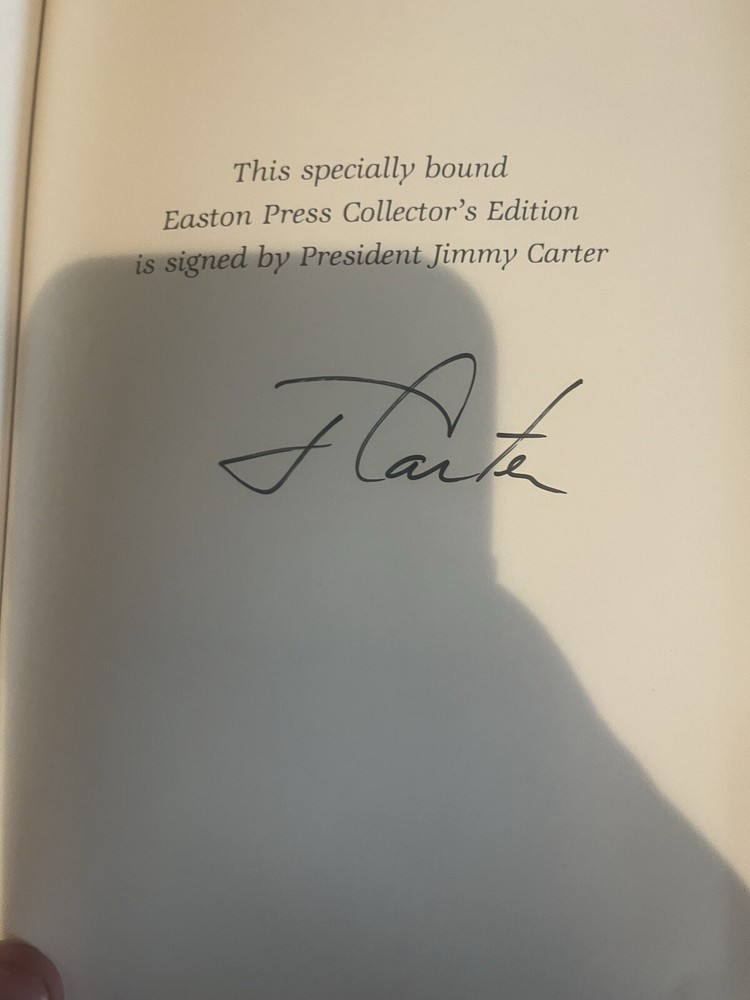 This specially bound
Easton Press Collector's Edition
is signed by President Jimmy Carter
J Carter